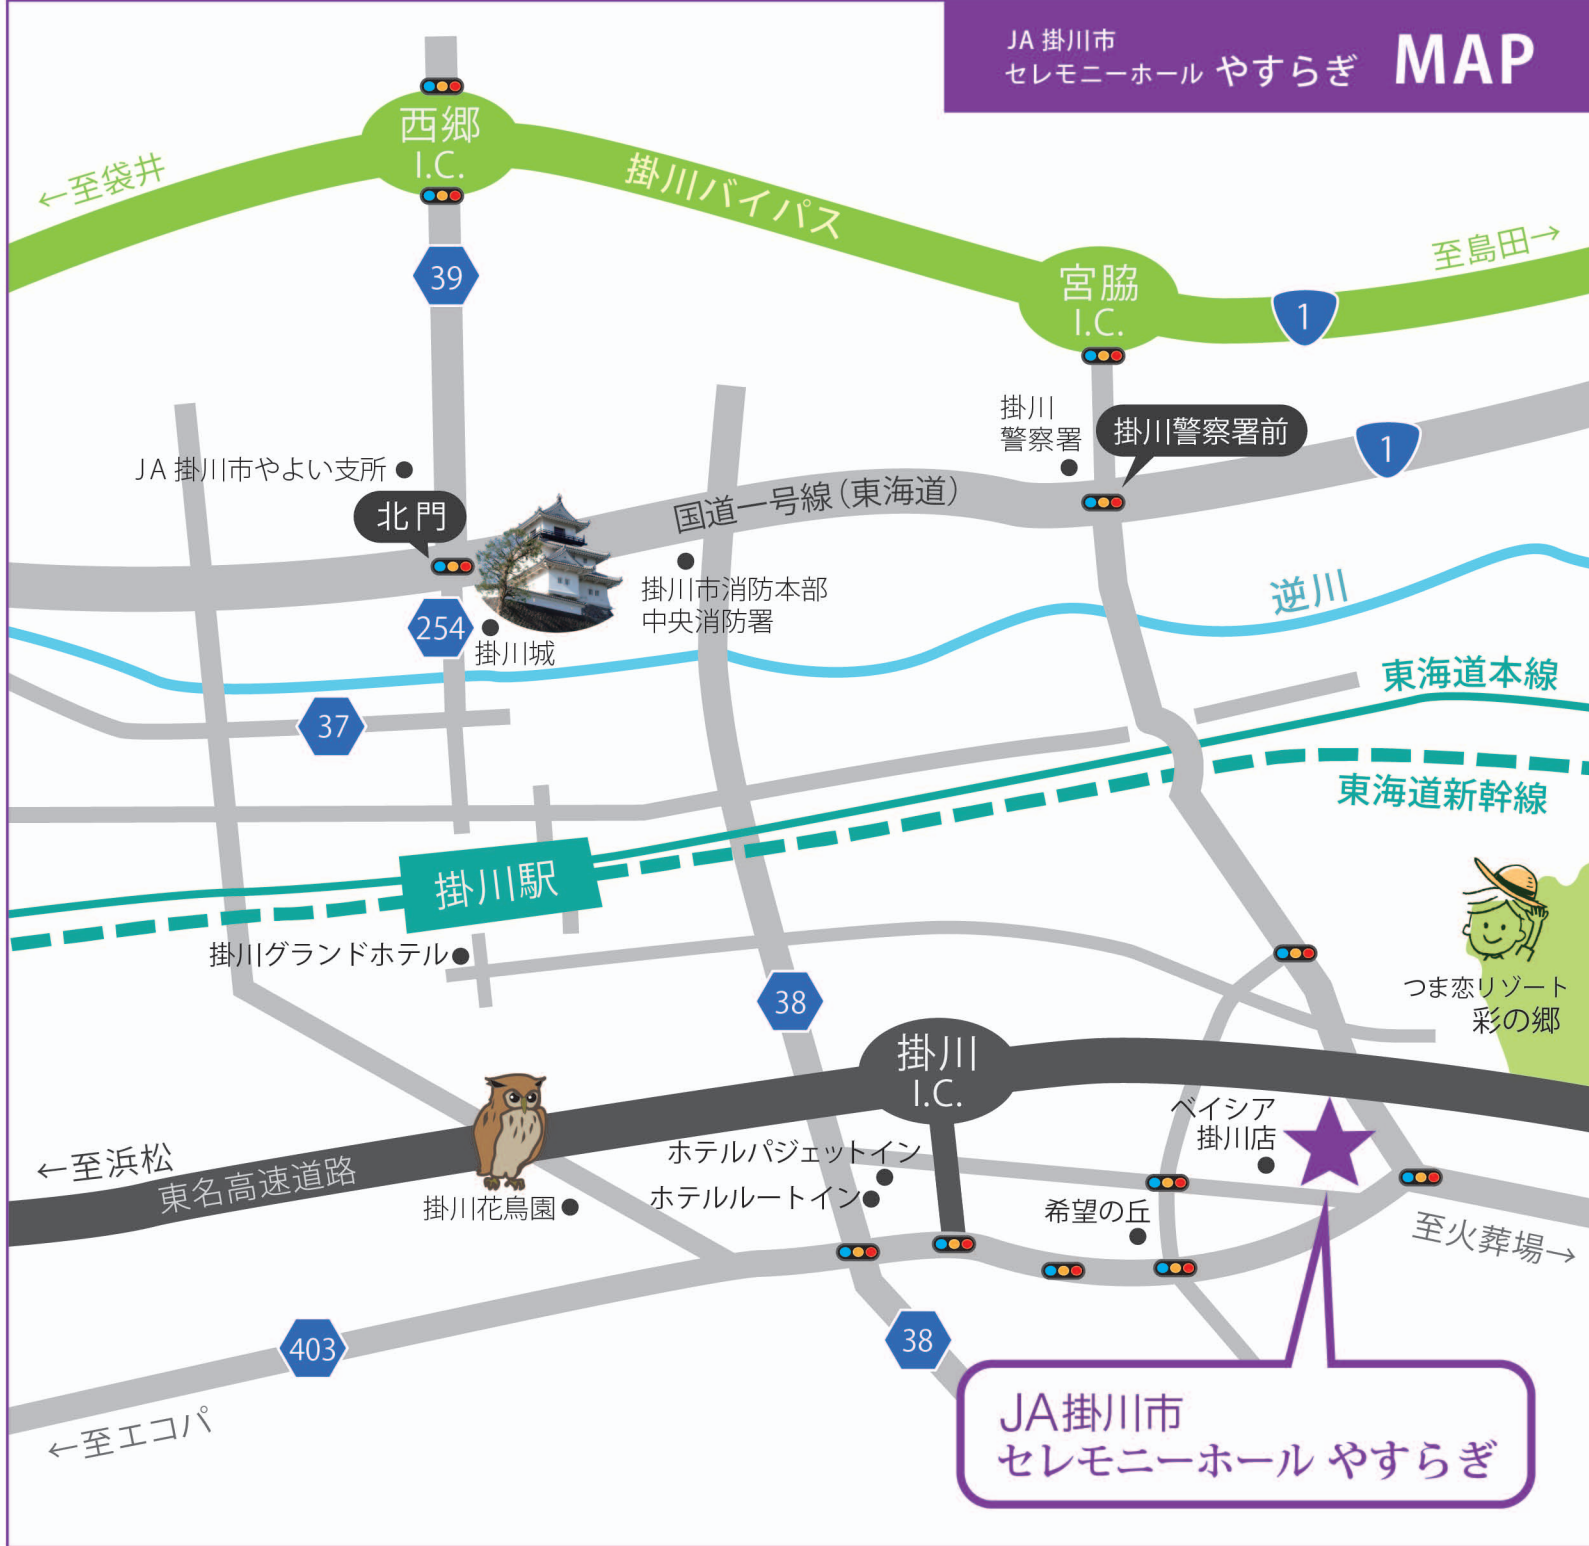 JA 掛川市
セレモニーホール やすらぎ MAP
西郷
I.C.
←至袋井
掛川バイパス
39
宮脇
I.C.
至島田→
1
掛川
警察署
掛川警察署前
1
JA 掛川市やよい支所
北門
国道一号線（東海道）
掛川市消防本部
中央消防署
254
掛川城
逆川
37
東海道本線
東海道新幹線
掛川駅
掛川グランドホテル
38
つま恋リゾート
彩の郷
掛川
I.C.
←至浜松
東名高速道路
掛川花鳥園
ホテルパジェットイン
ホテルルートイン
ベイシア
掛川店
希望の丘
至火葬場→
403
38
←至エコパ
JA掛川市
セレモニーホール やすらぎ